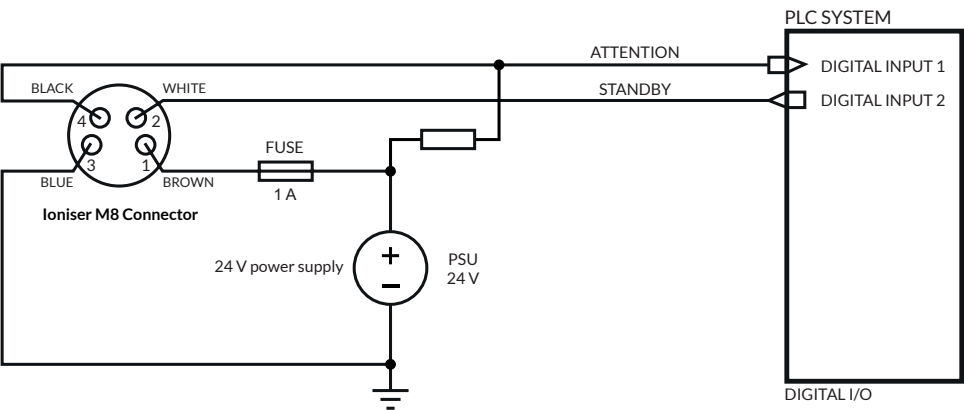 PLC SYSTEM
ATTENTION
DIGITAL INPUT 1
BLACK
WHITE
STANDBY
DIGITAL INPUT 2
4
2
3
1
FUSE
BLUE
BROWN
1 A
Ioniser M8 Connector
+
24 V power supply
PSU
24 V
−
DIGITAL I/O